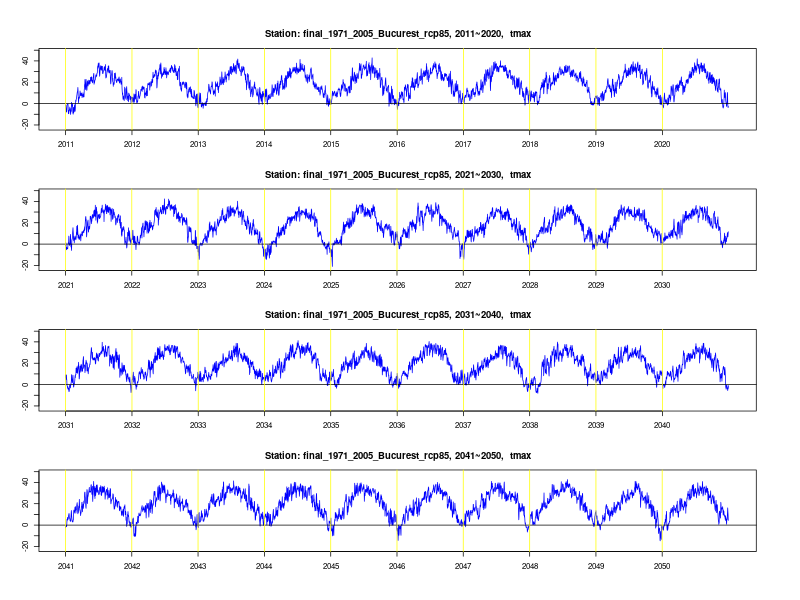 Station: final_1971_2005_Bucurest_rcp85, 2011~2020, tmax
40
20
0
-20
2011 2012 2013 2014 2015 2016 2017 2018 2019 2020
Station: final_1971_2005_Bucurest_rcp85, 2021~2030, tmax
40
20
0
-20
2021 2022 2023 2024 2025 2026 2027 2028 2029 2030
Station: final_1971_2005_Bucurest_rcp85, 2031~2040, tmax
40
20
0
-20
2031 2032 2033 2034 2035 2036 2037 2038 2039 2040
Station: final_1971_2005_Bucurest_rcp85, 2041~2050, tmax
40
20
0
-20
2041 2042 2043 2044 2045 2046 2047 2048 2049 2050